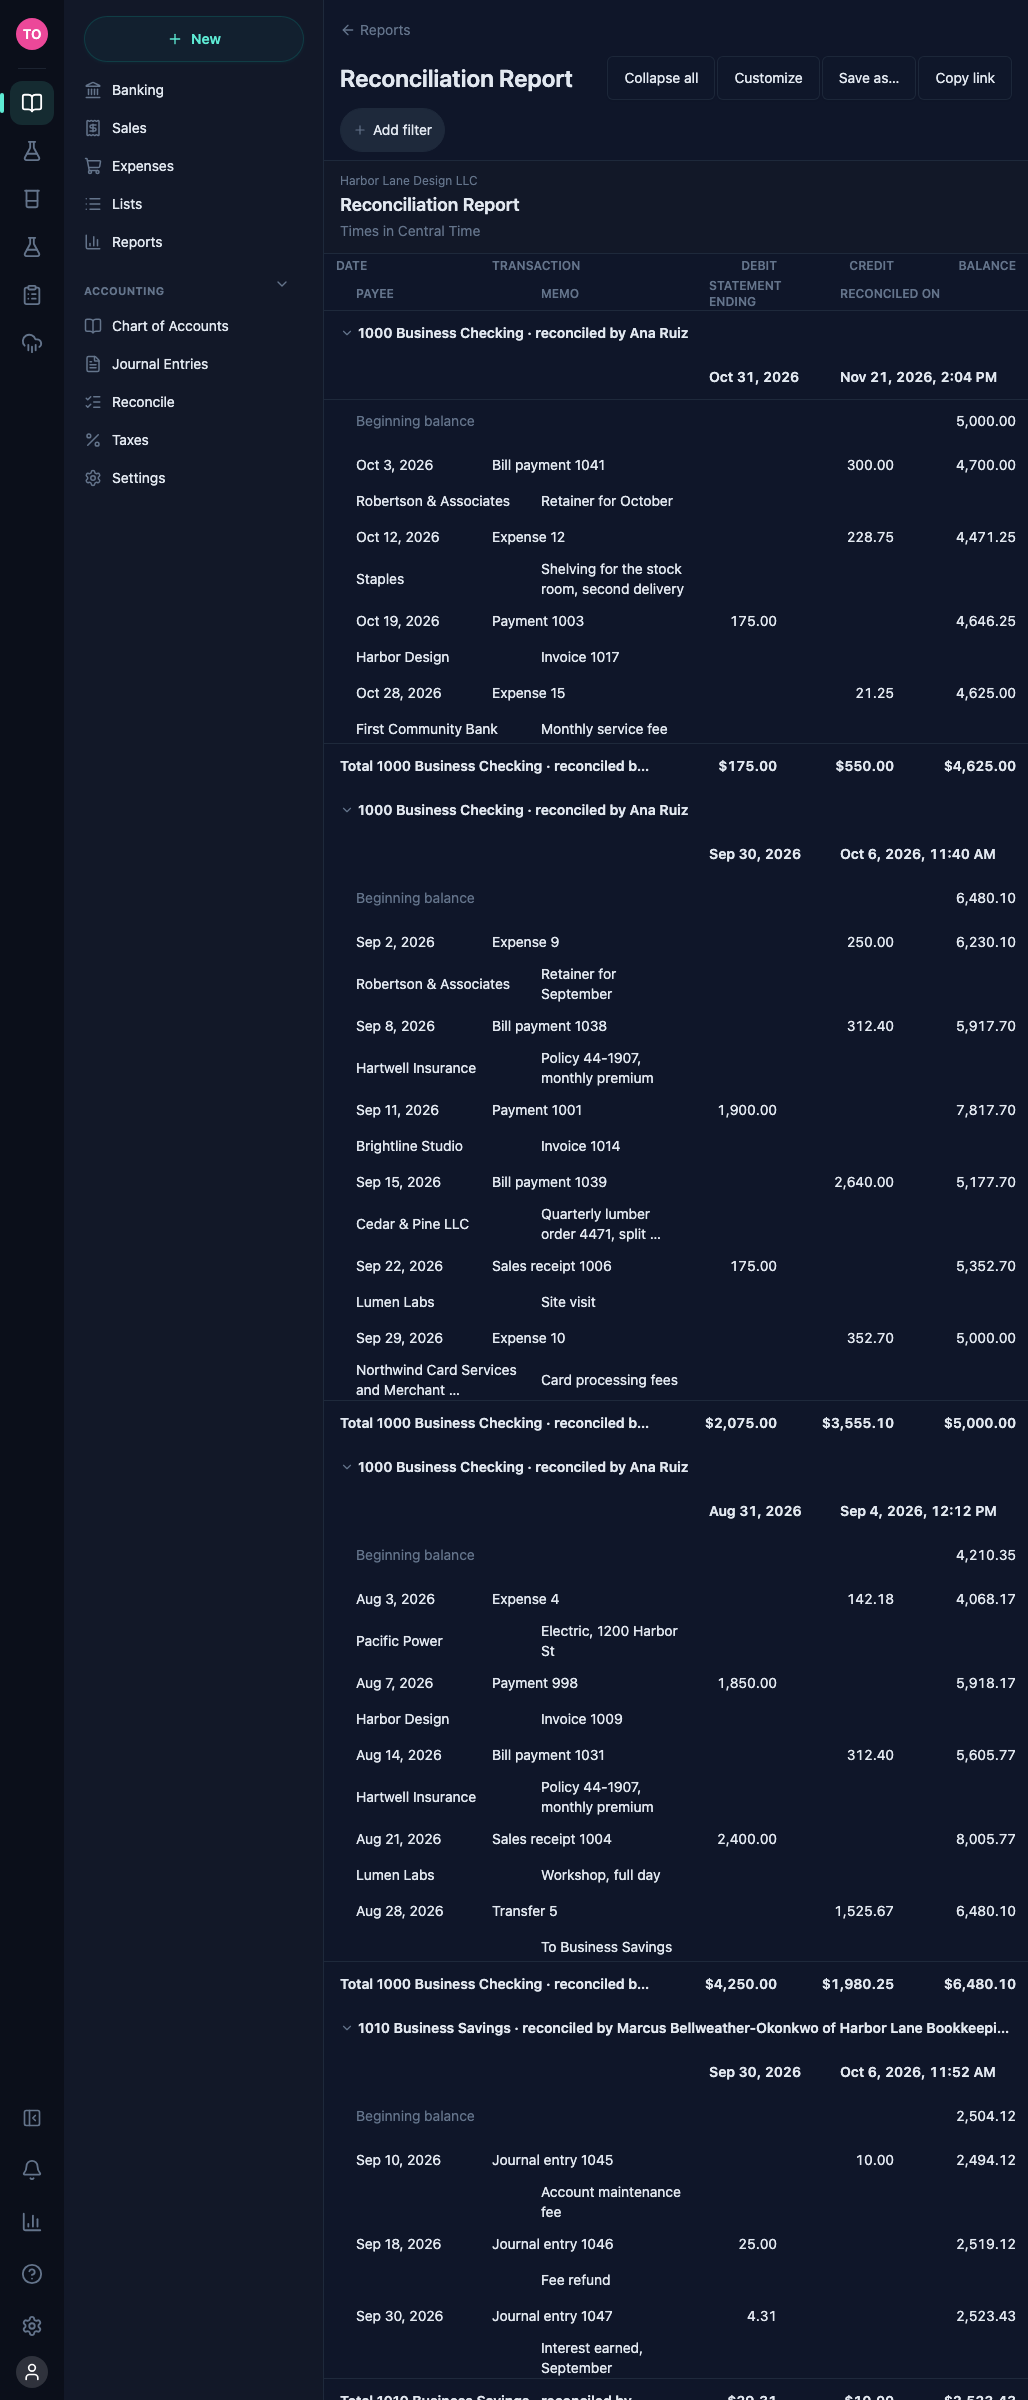 TO
New
Banking
Sales
Expenses
Lists
Reports
ACCOUNTING
Chart of Accounts
Journal Entries
Reconcile
Taxes
Settings
Reports
Reconciliation Report
Collapse all
Customize
Save as...
Copy link
Add filter
Harbor Lane Design LLC
Reconciliation Report
Times in Central Time
DATE TRANSACTION DEBIT CREDIT BALANCE
PAYEE MEMO STATEMENT ENDING RECONCILED ON
1000 Business Checking · reconciled by Ana Ruiz
Oct 31, 2026 Nov 21, 2026, 2:04 PM
Beginning balance 5,000.00
Oct 3, 2026 Bill payment 1041 300.00 4,700.00
Robertson & Associates Retainer for October
Oct 12, 2026 Expense 12 228.75 4,471.25
Staples Shelving for the stock room, second delivery
Oct 19, 2026 Payment 1003 175.00 4,646.25
Harbor Design Invoice 1017
Oct 28, 2026 Expense 15 21.25 4,625.00
First Community Bank Monthly service fee
Total 1000 Business Checking · reconciled b... $175.00 $550.00 $4,625.00
1000 Business Checking · reconciled by Ana Ruiz
Sep 30, 2026 Oct 6, 2026, 11:40 AM
Beginning balance 6,480.10
Sep 2, 2026 Expense 9 250.00 6,230.10
Robertson & Associates Retainer for September
Sep 8, 2026 Bill payment 1038 312.40 5,917.70
Hartwell Insurance Policy 44-1907, monthly premium
Sep 11, 2026 Payment 1001 1,900.00 7,817.70
Brightline Studio Invoice 1014
Sep 15, 2026 Bill payment 1039 2,640.00 5,177.70
Cedar & Pine LLC Quarterly lumber order 4471, split ...
Sep 22, 2026 Sales receipt 1006 175.00 5,352.70
Lumen Labs Site visit
Sep 29, 2026 Expense 10 352.70 5,000.00
Northwind Card Services and Merchant ... Card processing fees
Total 1000 Business Checking · reconciled b... $2,075.00 $3,555.10 $5,000.00
1000 Business Checking · reconciled by Ana Ruiz
Aug 31, 2026 Sep 4, 2026, 12:12 PM
Beginning balance 4,210.35
Aug 3, 2026 Expense 4 142.18 4,068.17
Pacific Power Electric, 1200 Harbor St
Aug 7, 2026 Payment 998 1,850.00 5,918.17
Harbor Design Invoice 1009
Aug 14, 2026 Bill payment 1031 312.40 5,605.77
Hartwell Insurance Policy 44-1907, monthly premium
Aug 21, 2026 Sales receipt 1004 2,400.00 8,005.77
Lumen Labs Workshop, full day
Aug 28, 2026 Transfer 5 1,525.67 6,480.10
To Business Savings
Total 1000 Business Checking · reconciled b... $4,250.00 $1,980.25 $6,480.10
1010 Business Savings · reconciled by Marcus Bellweather-Okonkwo of Harbor Lane Bookkeepi...
Sep 30, 2026 Oct 6, 2026, 11:52 AM
Beginning balance 2,504.12
Sep 10, 2026 Journal entry 1045 10.00 2,494.12
Account maintenance fee
Sep 18, 2026 Journal entry 1046 25.00 2,519.12
Fee refund
Sep 30, 2026 Journal entry 1047 4.31 2,523.43
Interest earned, September
Total 1010 Business Savings · reconciled by $29.31 $10.00 $2,523.43